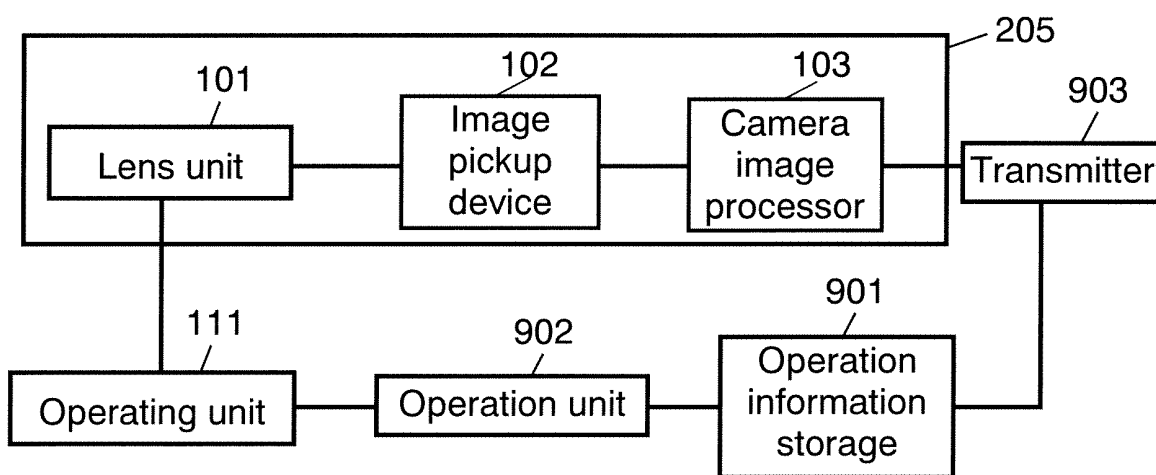 205
101
102
103
903
Lens unit
Image
pickup
device
Camera
image
processor
Transmitter
111
902
901
Operating unit
Operation unit
Operation
information
storage